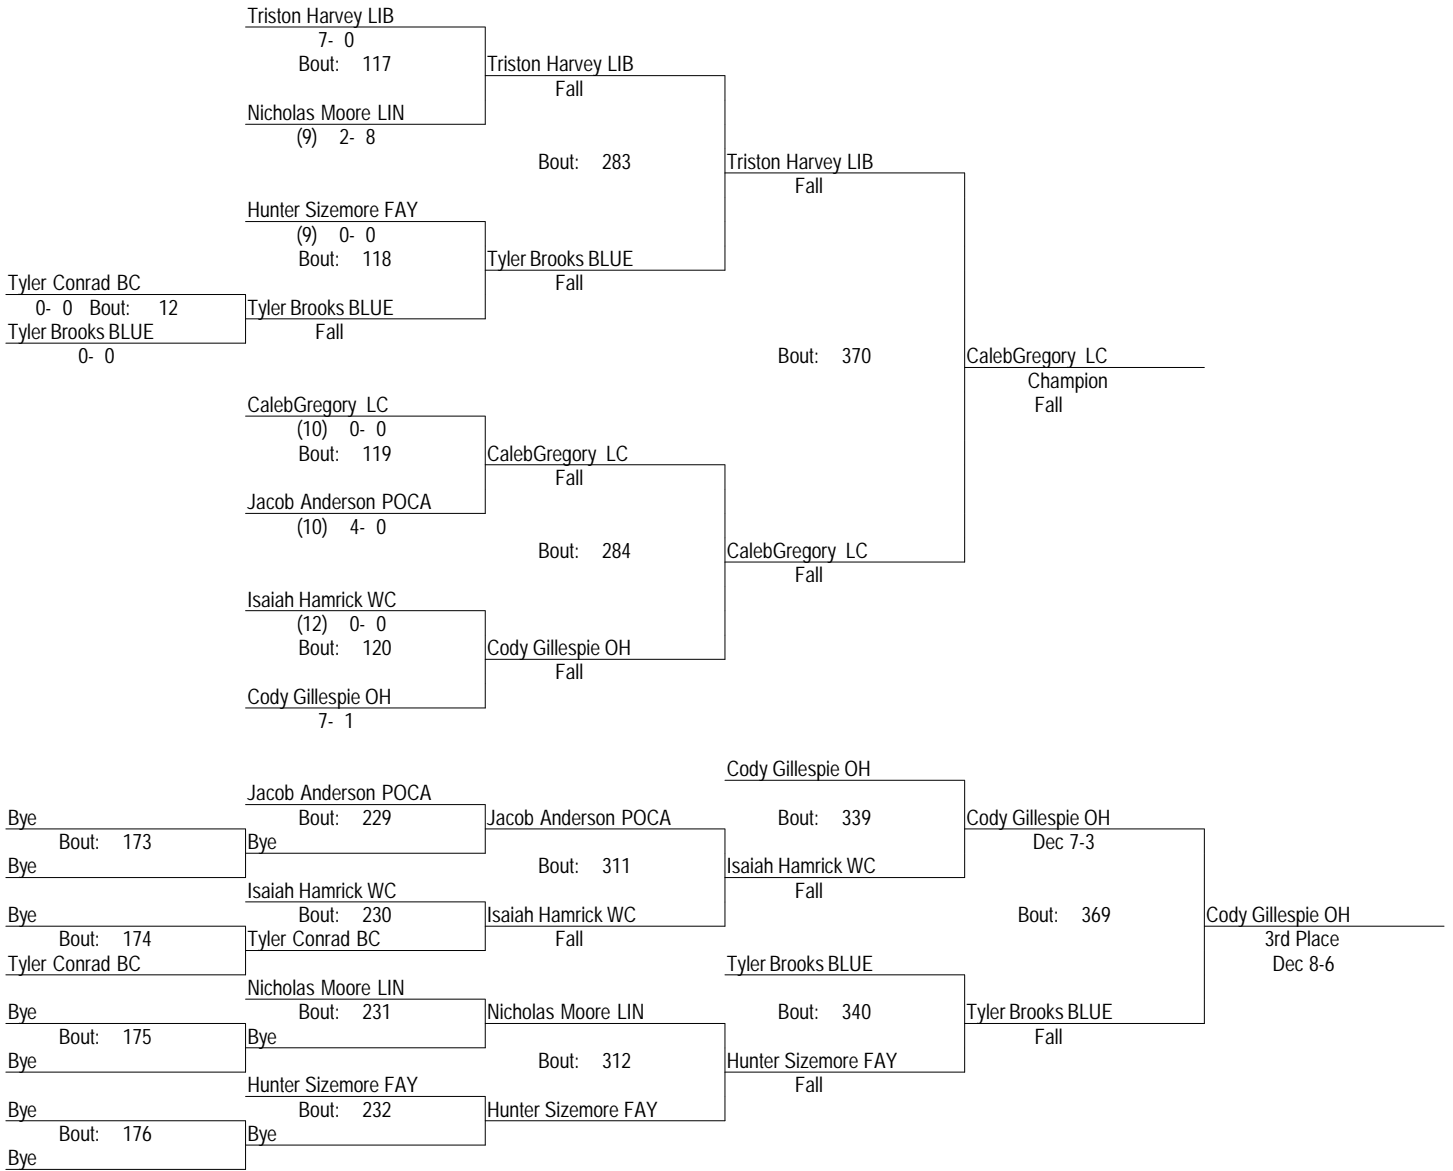 Triston Harvey LIB
7- 0
Bout: 117
Triston Harvey LIB
Fall
Nicholas Moore LIN
(9) 2- 8
Bout: 283
Triston Harvey LIB
Fall
Hunter Sizemore FAY
(9) 0- 0
Bout: 118
Tyler Brooks BLUE
Fall
Tyler Conrad BC
0- 0 Bout: 12
Tyler Brooks BLUE
Fall
Tyler Brooks BLUE
0- 0
Bout: 370
CalebGregory LC
Champion
Fall
CalebGregory LC
(10) 0- 0
Bout: 119
CalebGregory LC
Fall
Jacob Anderson POCA
(10) 4- 0
Bout: 284
CalebGregory LC
Fall
Isaiah Hamrick WC
(12) 0- 0
Bout: 120
Cody Gillespie OH
Fall
Cody Gillespie OH
7- 1
Cody Gillespie OH
Jacob Anderson POCA
Bye
Bout: 229
Jacob Anderson POCA
Bout: 339
Cody Gillespie OH
Bout: 173
Bye
Dec 7-3
Bye
Bout: 311
Isaiah Hamrick WC
Isaiah Hamrick WC
Fall
Bye
Bout: 230
Isaiah Hamrick WC
Bout: 369
Cody Gillespie OH
Bout: 174
Tyler Conrad BC
Fall
3rd Place
Tyler Conrad BC
Tyler Brooks BLUE
Dec 8-6
Nicholas Moore LIN
Bye
Bout: 231
Nicholas Moore LIN
Bout: 340
Tyler Brooks BLUE
Bout: 175
Bye
Fall
Bye
Bout: 312
Hunter Sizemore FAY
Hunter Sizemore FAY
Fall
Bye
Bout: 232
Hunter Sizemore FAY
Bout: 176
Bye
Bye